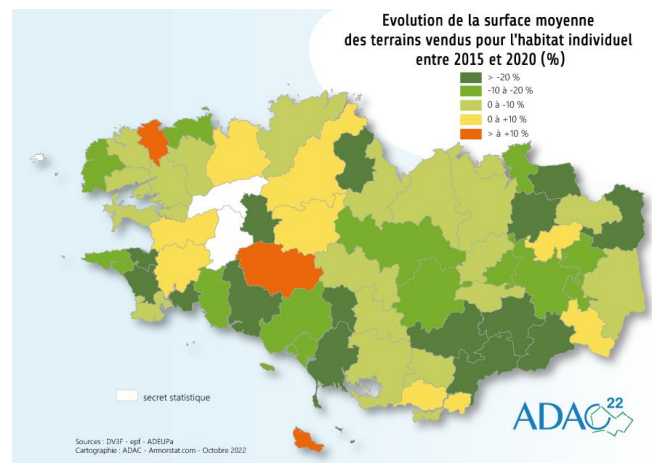 Evolution de la surface moyenne
des terrains vendus pour l'habitat individuel
entre 2015 et 2020 (%)
> -20 %
-10 à -20 %
0 à -10 %
0 à +10 %
> à +10 %
secret statistique
ADAC 22
Sources : DV3F - epf - ADEUPa
Cartographie : ADAC - Armorstat.com - Octobre 2022